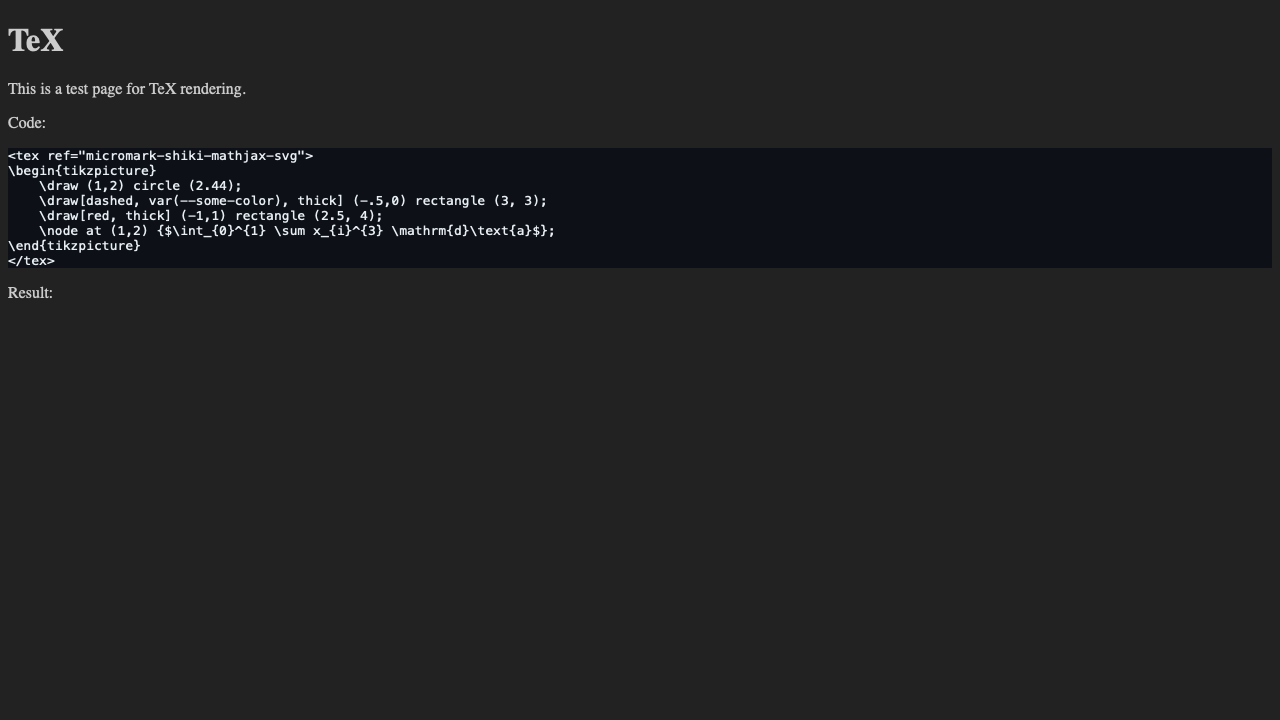 TeX
This is a test page for TeX rendering.
Code:
<tex ref="micromark-shiki-mathjax-svg">
\begin{tikzpicture}
    \draw (1,2) circle (2.44);
    \draw[dashed, var(--some-color), thick] (-.5,0) rectangle (3, 3);
    \draw[red, thick] (-1,1) rectangle (2.5, 4);
    \node at (1,2) {$\int_{0}^{1} \sum x_{i}^{3} \mathrm{d}\text{a}$};
\end{tikzpicture}
</tex>
Result: